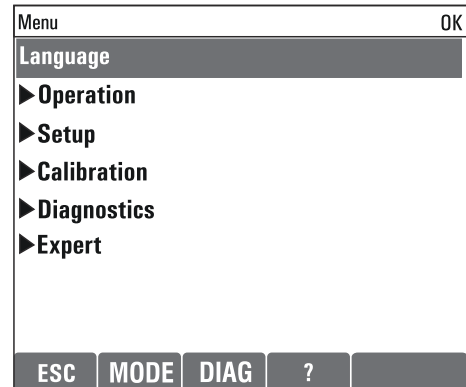 Menu OK
Language
▶Operation
▶Setup
▶Calibration
▶Diagnostics
▶Expert
ESC MODE DIAG ?